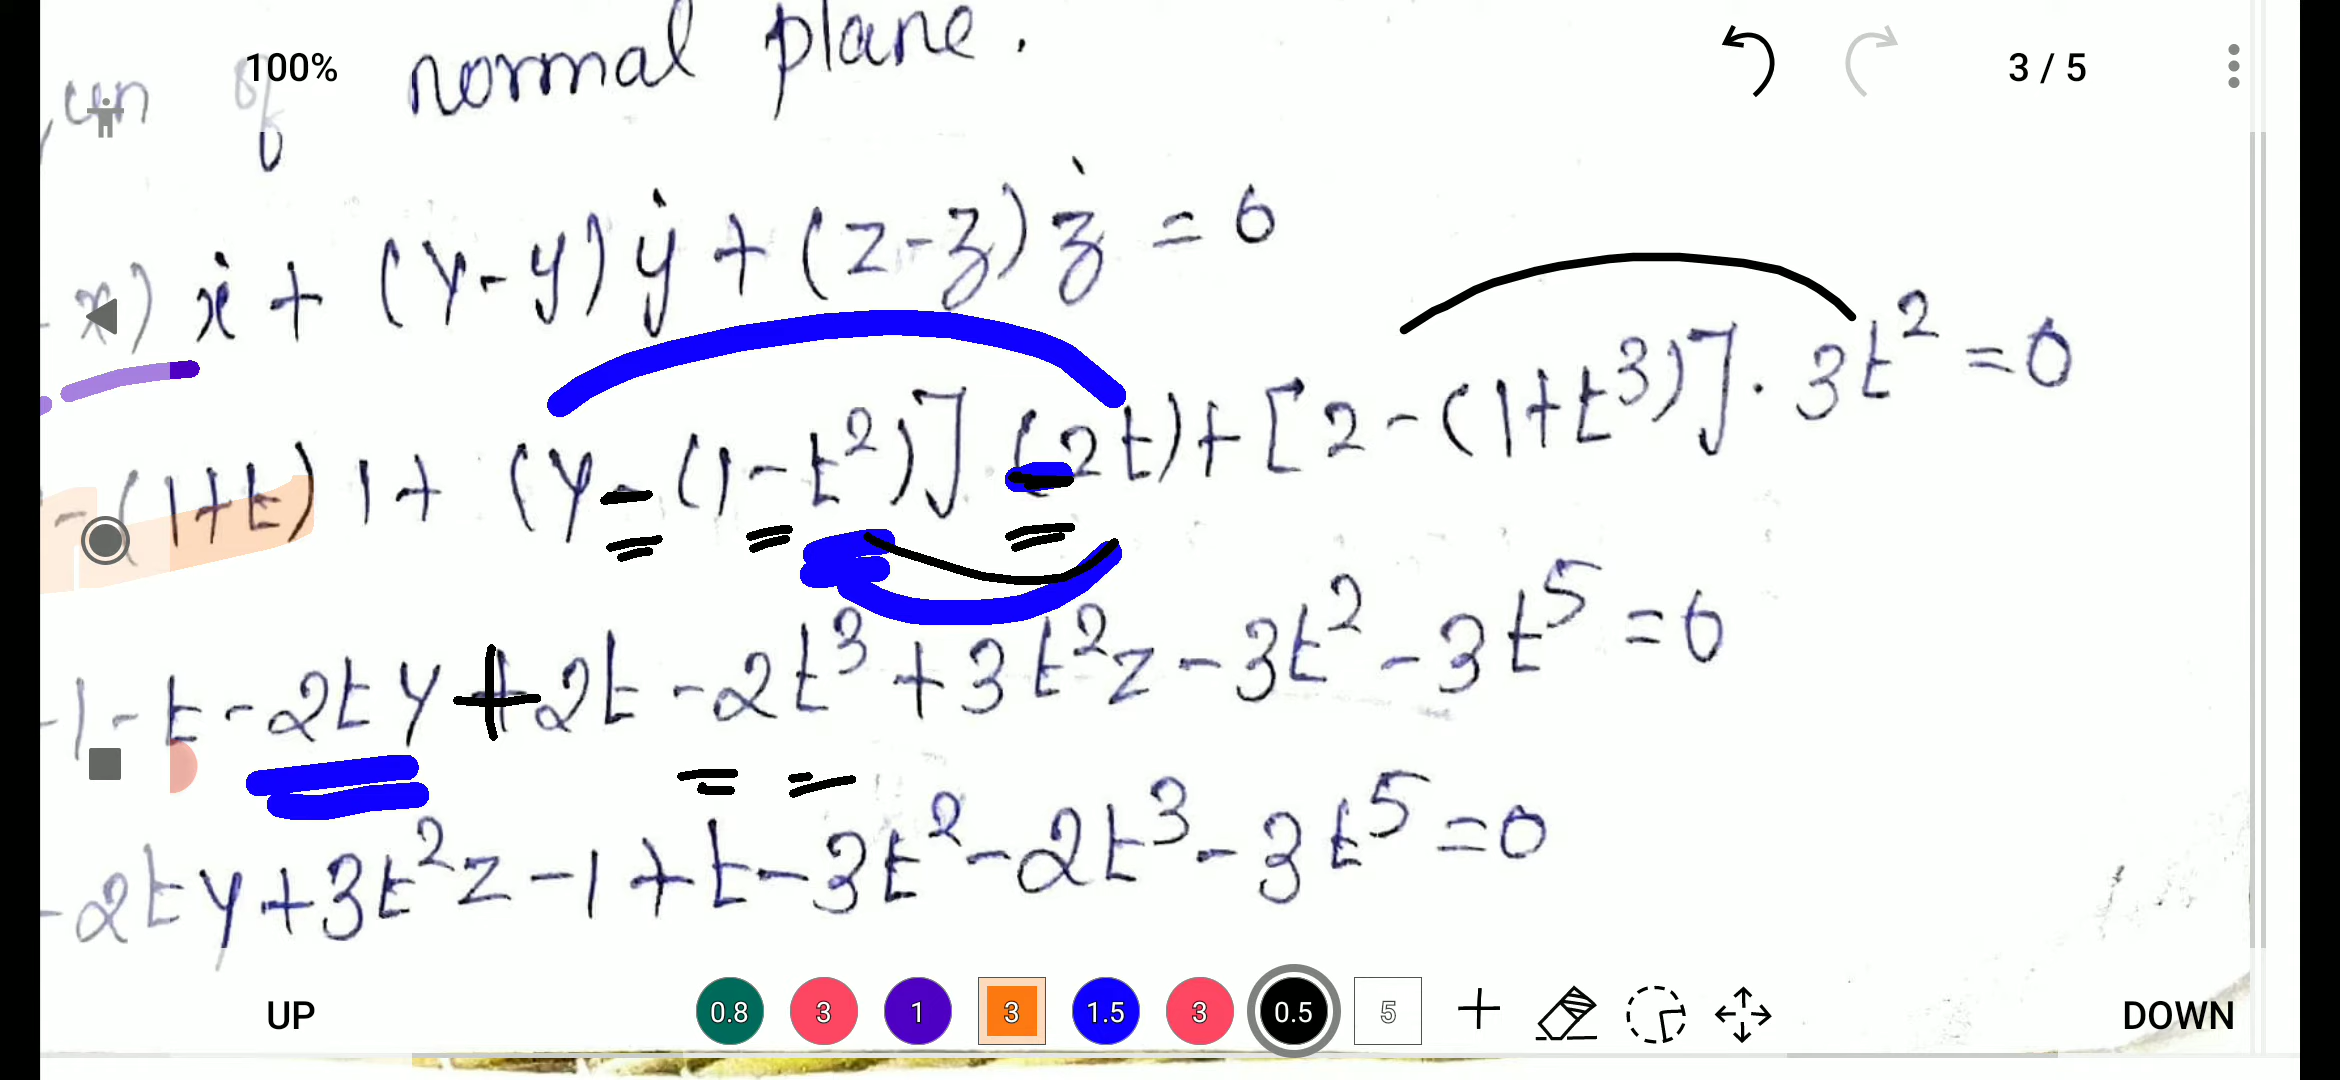 100%
3 / 5
of normal plane.
x) ẋ + (Y-y) ẏ + (z-z) ż = 0
-(1+t) 1 + (y-(1-t²)] (-2t) + [2-(1+t³)]. 3t² = 0
-1-t-2ty+2t-2t³+3t²z-3t²-3t⁵ = 0
-2ty+3t²z-1+t-3t²-2t³-3t⁵ = 0
UP
0.8 3 1 3 1.5 3 0.5 5
DOWN